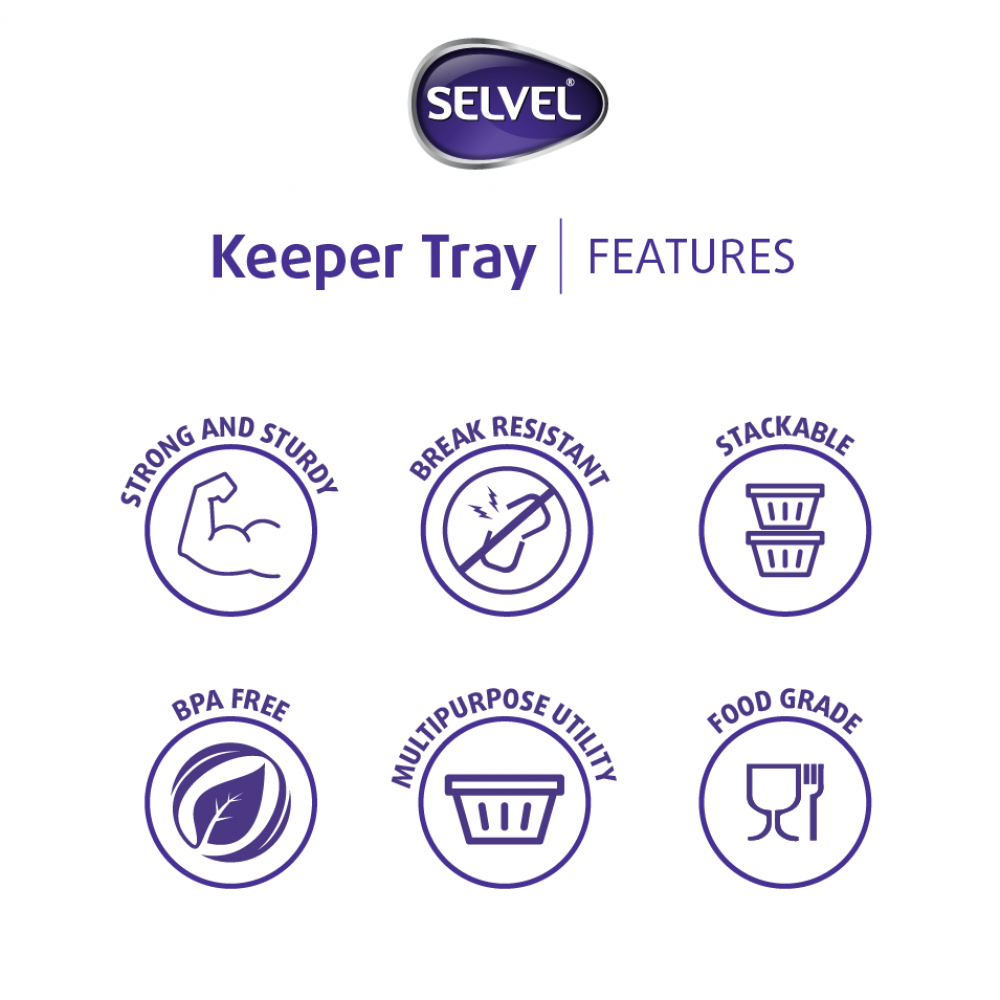 SELVEL®
Keeper Tray | FEATURES
STRONG AND STURDY
BREAK RESISTANT
STACKABLE
BPA FREE
MULTIPURPOSE UTILITY
FOOD GRADE